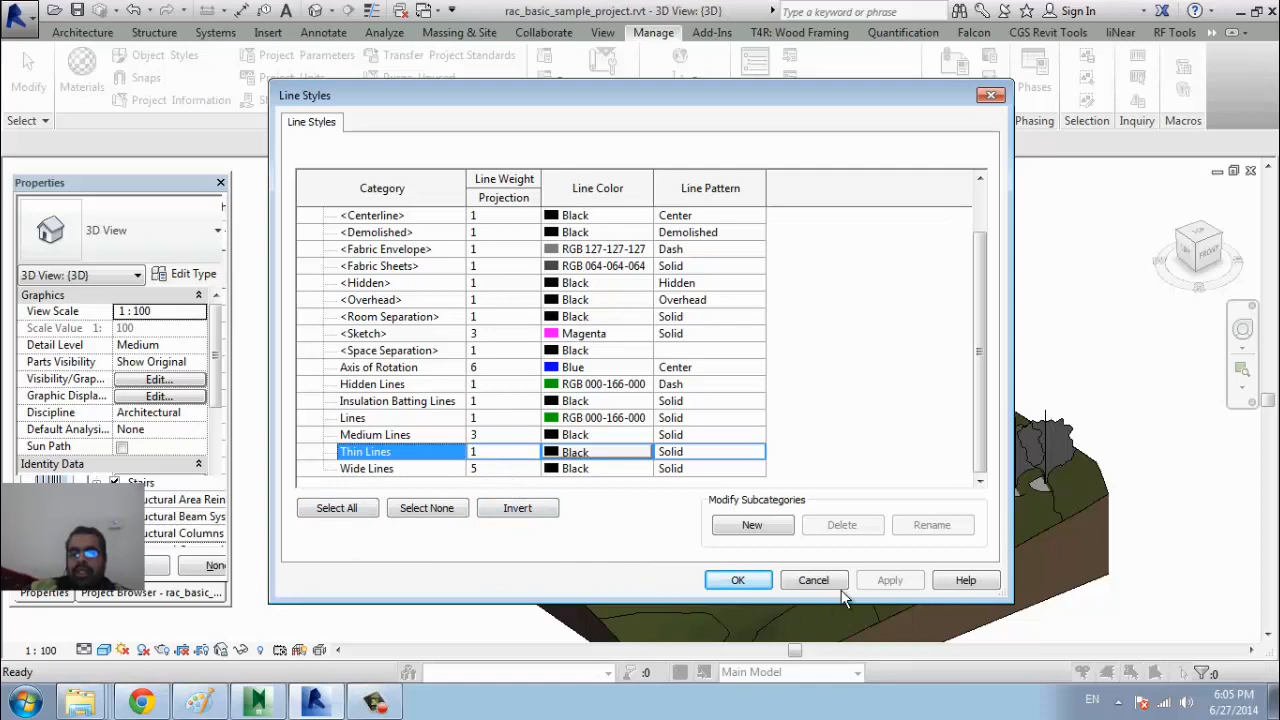 rac_basic_sample_project.rvt - 3D View: {3D}
Type a keyword or phrase
Sign In
Architecture Structure Systems Insert Annotate Analyze Massing & Site Collaborate View Manage Add-Ins T4R: Wood Framing Quantification Falcon CGS Revit Tools liNear RF Tools
Object Styles Project Parameters Transfer Project Standards
Snaps
Modify Materials Project Information Phases
Select Phasing Selection Inquiry Macros
Line Styles
Line Styles
Category Line Weight Line Color Line Pattern
Projection
<Centerline> 1 Black Center
<Demolished> 1 Black Demolished
<Fabric Envelope> 1 RGB 127-127-127 Dash
<Fabric Sheets> 1 RGB 064-064-064 Solid
<Hidden> 1 Black Hidden
<Overhead> 1 Black Overhead
<Room Separation> 1 Black Solid
<Sketch> 3 Magenta Solid
<Space Separation> 1 Black
Axis of Rotation 6 Blue Center
Hidden Lines 1 RGB 000-166-000 Dash
Insulation Batting Lines 1 Black Solid
Lines 1 RGB 000-166-000 Solid
Medium Lines 3 Black Solid
Thin Lines 1 Black Solid
Wide Lines 5 Black Solid
Select All Select None Invert
Modify Subcategories
New Delete Rename
OK Cancel Apply Help
Properties
3D View
3D View: {3D} Edit Type
Graphics
View Scale 1 : 100
Scale Value 1: 100
Detail Level Medium
Parts Visibility Show Original
Visibility/Grap... Edit...
Graphic Displa... Edit...
Discipline Architectural
Default Analysi... None
Sun Path
Identity Data
Stairs
uctural Area Rein
uctural Beam Sys
uctural Columns
Non
Properties Project Browser - rac_basic_...
FRONT
1 : 100
Ready :0 Main Model :0
EN 6:05 PM
6/27/2014